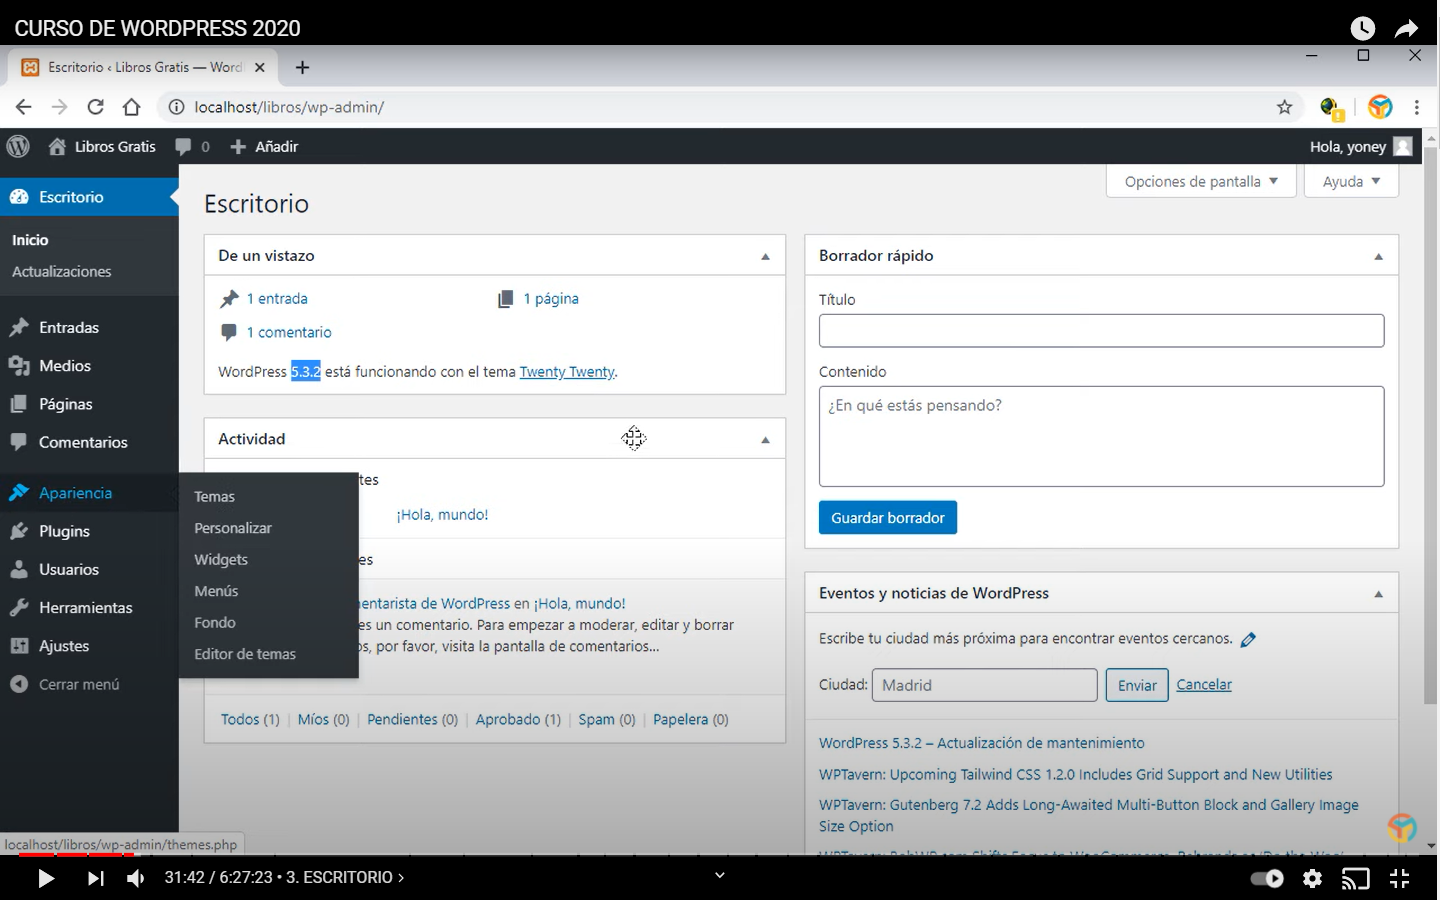 CURSO DE WORDPRESS 2020
Escritorio ‹ Libros Gratis — Word
localhost/libros/wp-admin/
Libros Gratis
0
Añadir
Hola, yoney
Opciones de pantalla
Ayuda
Escritorio
Inicio
Actualizaciones
Entradas
Medios
Páginas
Comentarios
Apariencia
Plugins
Usuarios
Herramientas
Ajustes
Cerrar menú
Temas
Personalizar
Widgets
Menús
Fondo
Editor de temas
Escritorio
De un vistazo
1 entrada
1 página
1 comentario
WordPress 5.3.2 está funcionando con el tema Twenty Twenty.
Actividad
tes
¡Hola, mundo!
es
entarista de WordPress en ¡Hola, mundo!
es un comentario. Para empezar a moderar, editar y borrar
os, por favor, visita la pantalla de comentarios...
Todos (1) | Míos (0) | Pendientes (0) | Aprobado (1) | Spam (0) | Papelera (0)
Borrador rápido
Título
Contenido
¿En qué estás pensando?
Guardar borrador
Eventos y noticias de WordPress
Escribe tu ciudad más próxima para encontrar eventos cercanos.
Ciudad: Madrid Enviar Cancelar
WordPress 5.3.2 – Actualización de mantenimiento
WPTavern: Upcoming Tailwind CSS 1.2.0 Includes Grid Support and New Utilities
WPTavern: Gutenberg 7.2 Adds Long-Awaited Multi-Button Block and Gallery Image
Size Option
localhost/libros/wp-admin/themes.php
31:42 / 6:27:23 • 3. ESCRITORIO >